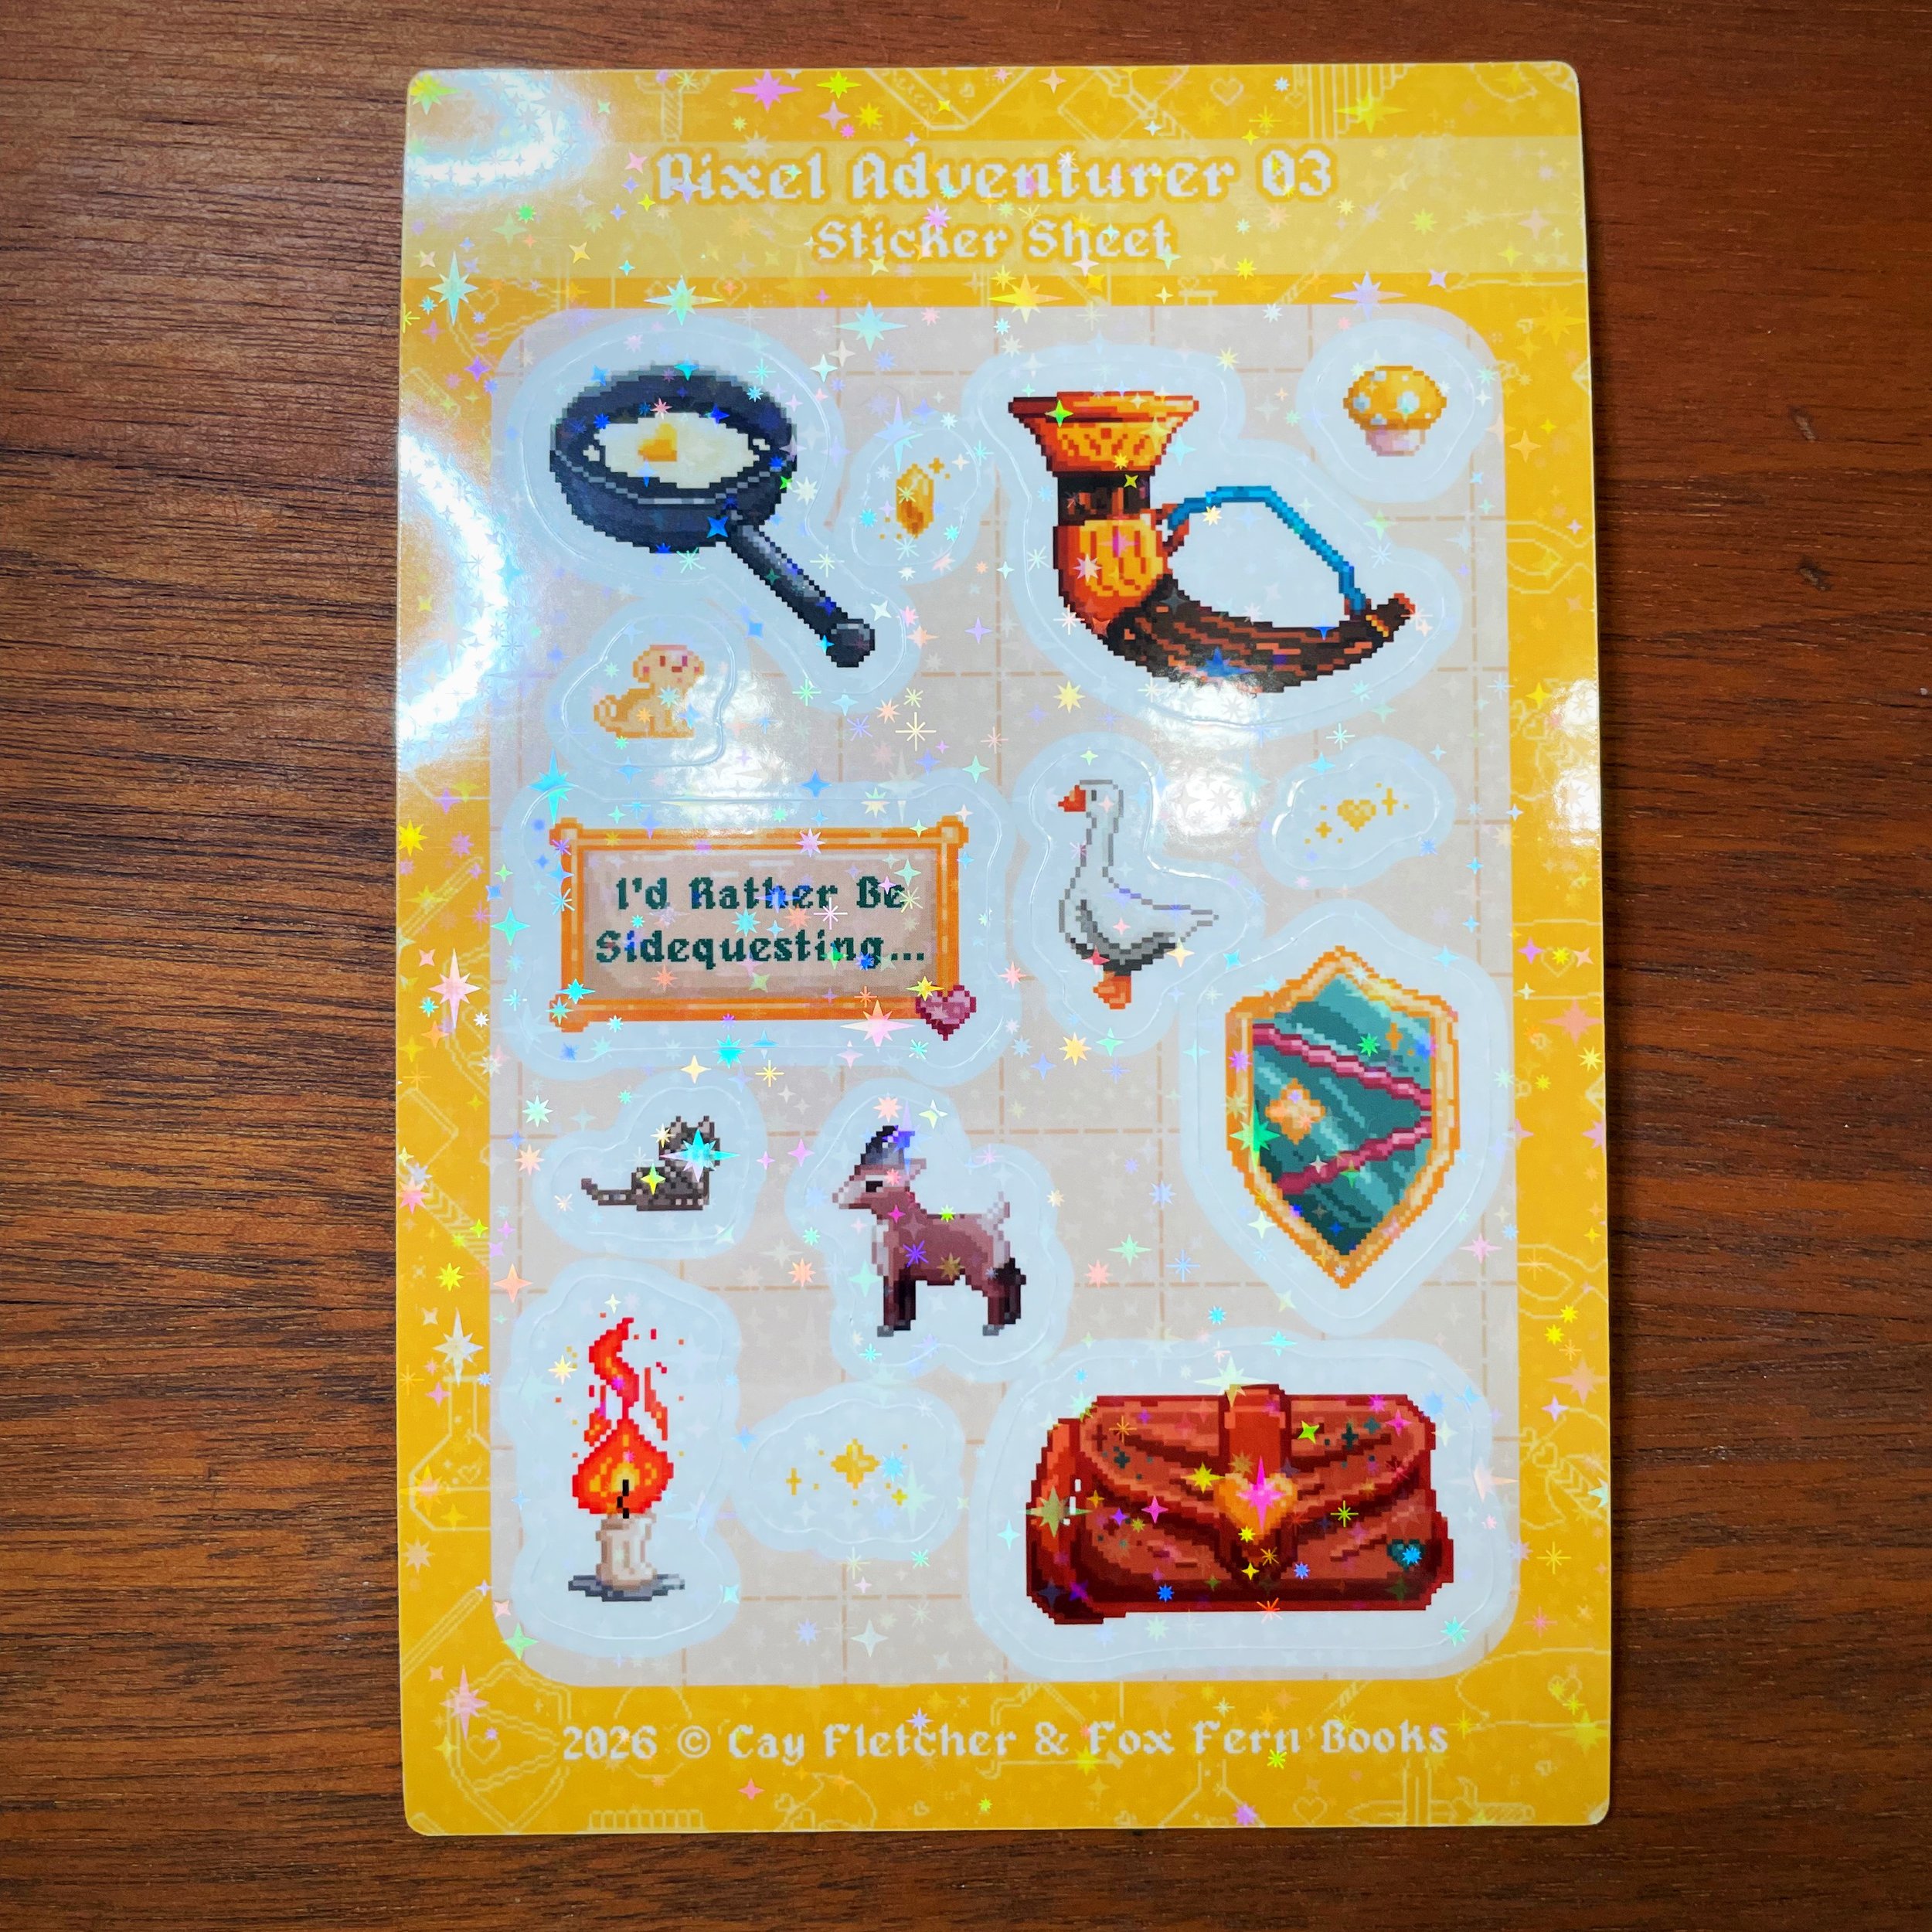 Pixel Adventurer 03
Sticker Sheet
I'd Rather Be
Sidequesting...
2026 © Cay Fletcher & Fox Fern Books